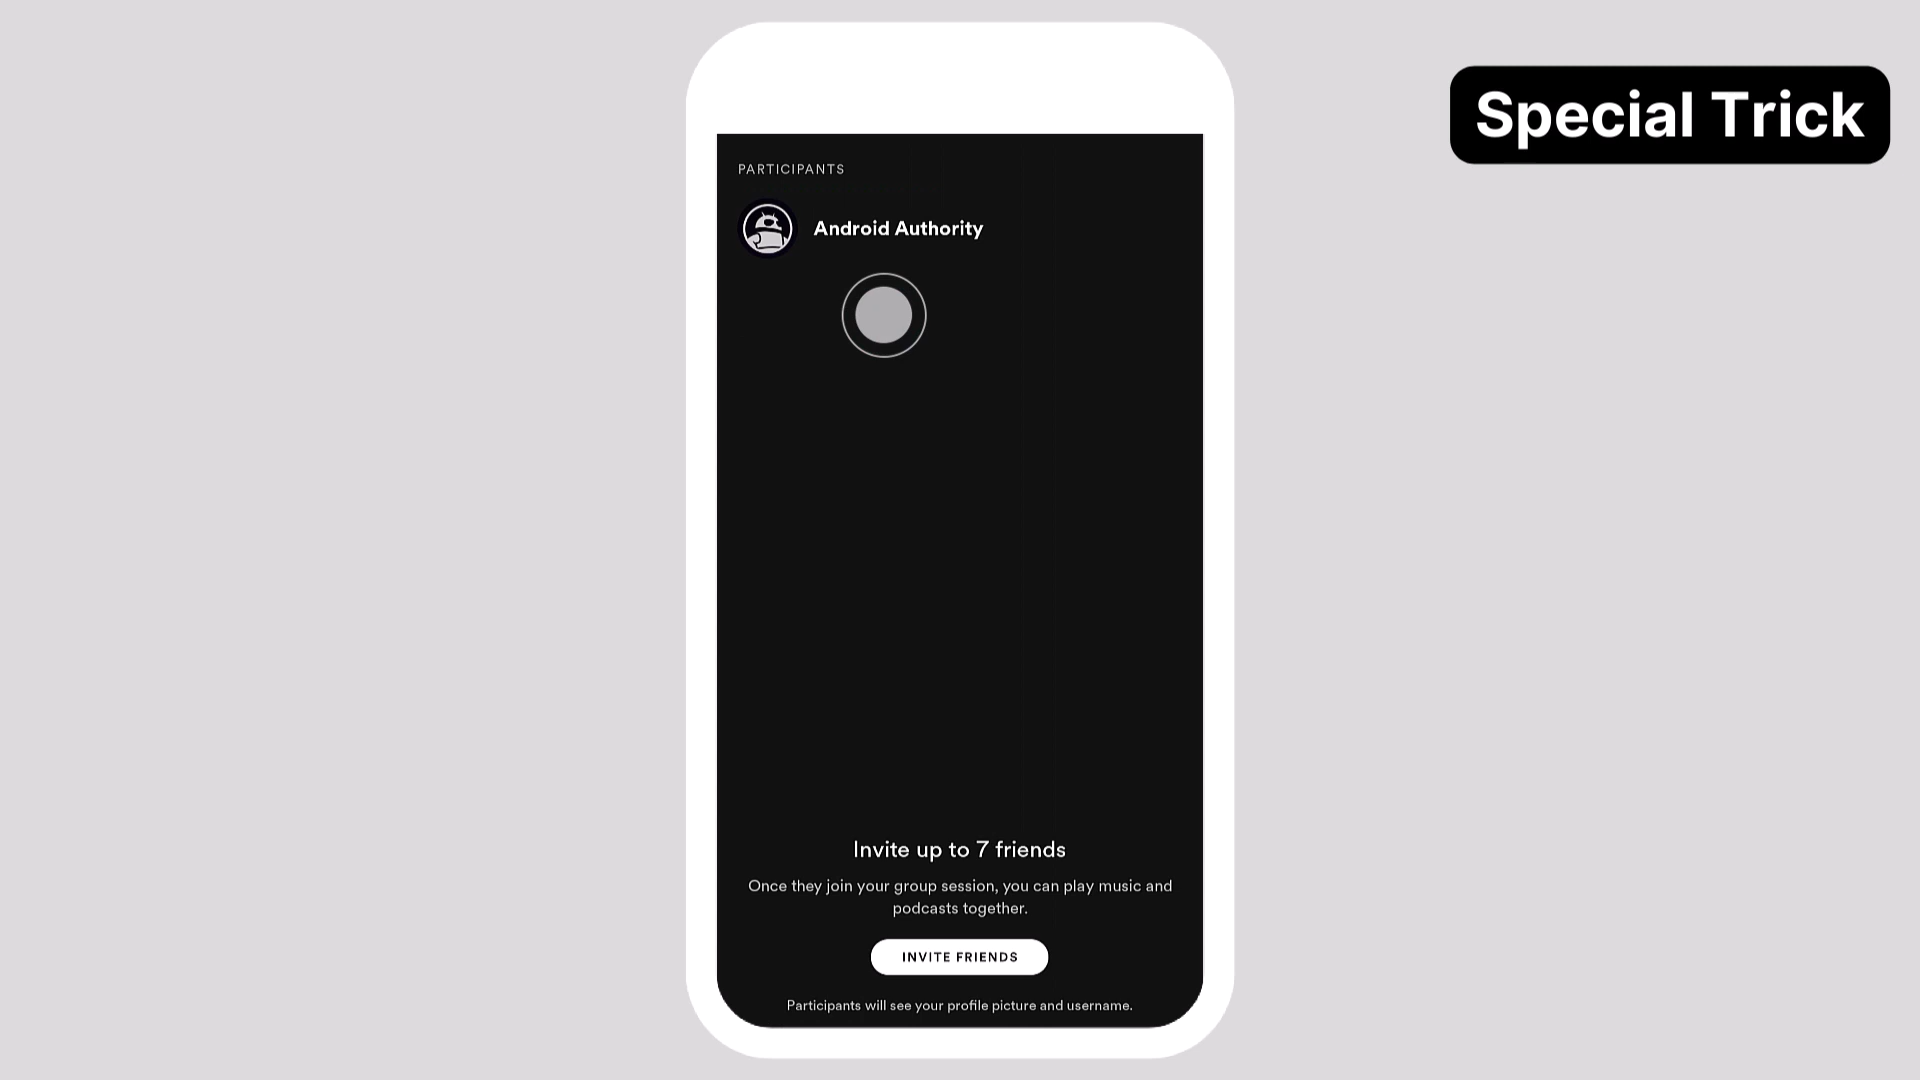 Special Trick
PARTICIPANTS
Android Authority
Invite up to 7 friends
Once they join your group session, you can play music and
podcasts together.
INVITE FRIENDS
Participants will see your profile picture and username.